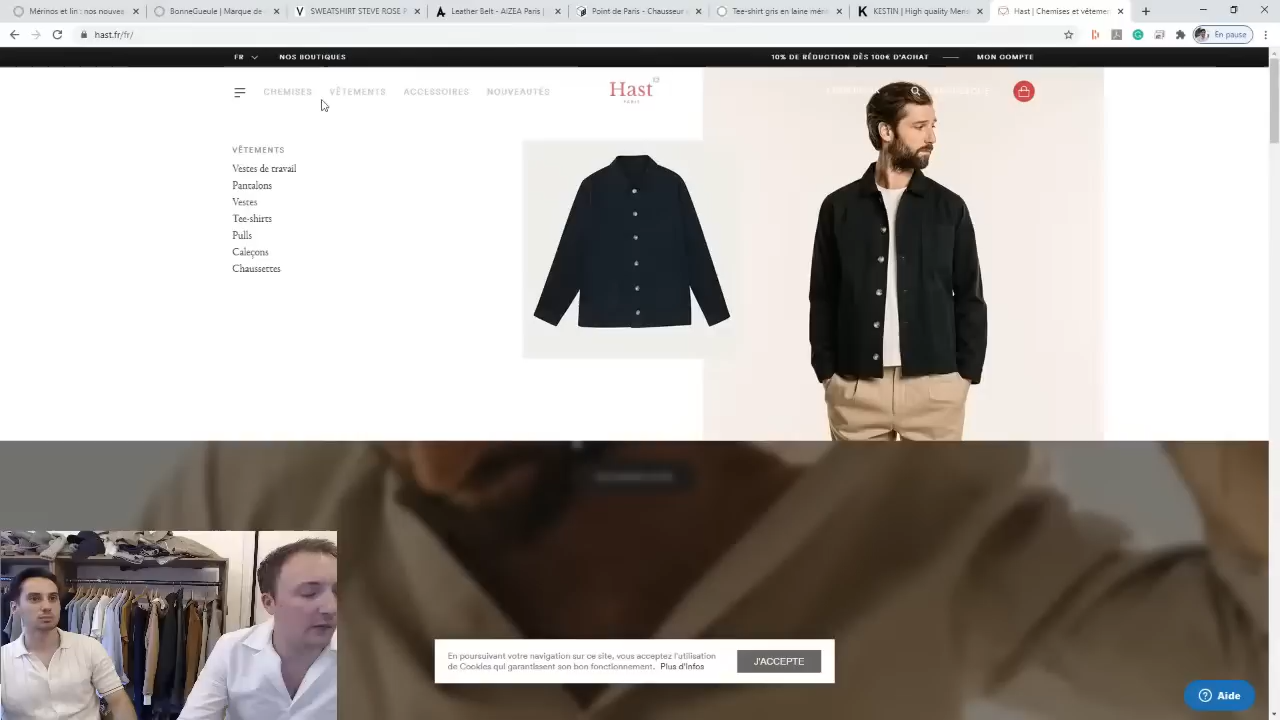 Mérinos et lin : nos nouveau
BonneGueule | Marque de
SWEATSHIRT STEVE ROSE P
Leather Belt - AIZEA Paris
Point de Paris - Chausseur
Tee-shirt gris en laine méri
KESTIN | High quality Mens
Hast | Chemises et vêtemen
hast.fr/fr/
En pause
FR
NOS BOUTIQUES
10% DE RÉDUCTION DÈS 100€ D'ACHAT
MON COMPTE
CHEMISES
VÊTEMENTS
ACCESSOIRES
NOUVEAUTÉS
Hast
PARIS
VÊTEMENTS
Vestes de travail
Pantalons
Vestes
Tee-shirts
Pulls
Caleçons
Chaussettes
En poursuivant votre navigation sur ce site, vous acceptez l'utilisation
de Cookies qui garantissent son bon fonctionnement. Plus d'infos
J'ACCEPTE
Aide